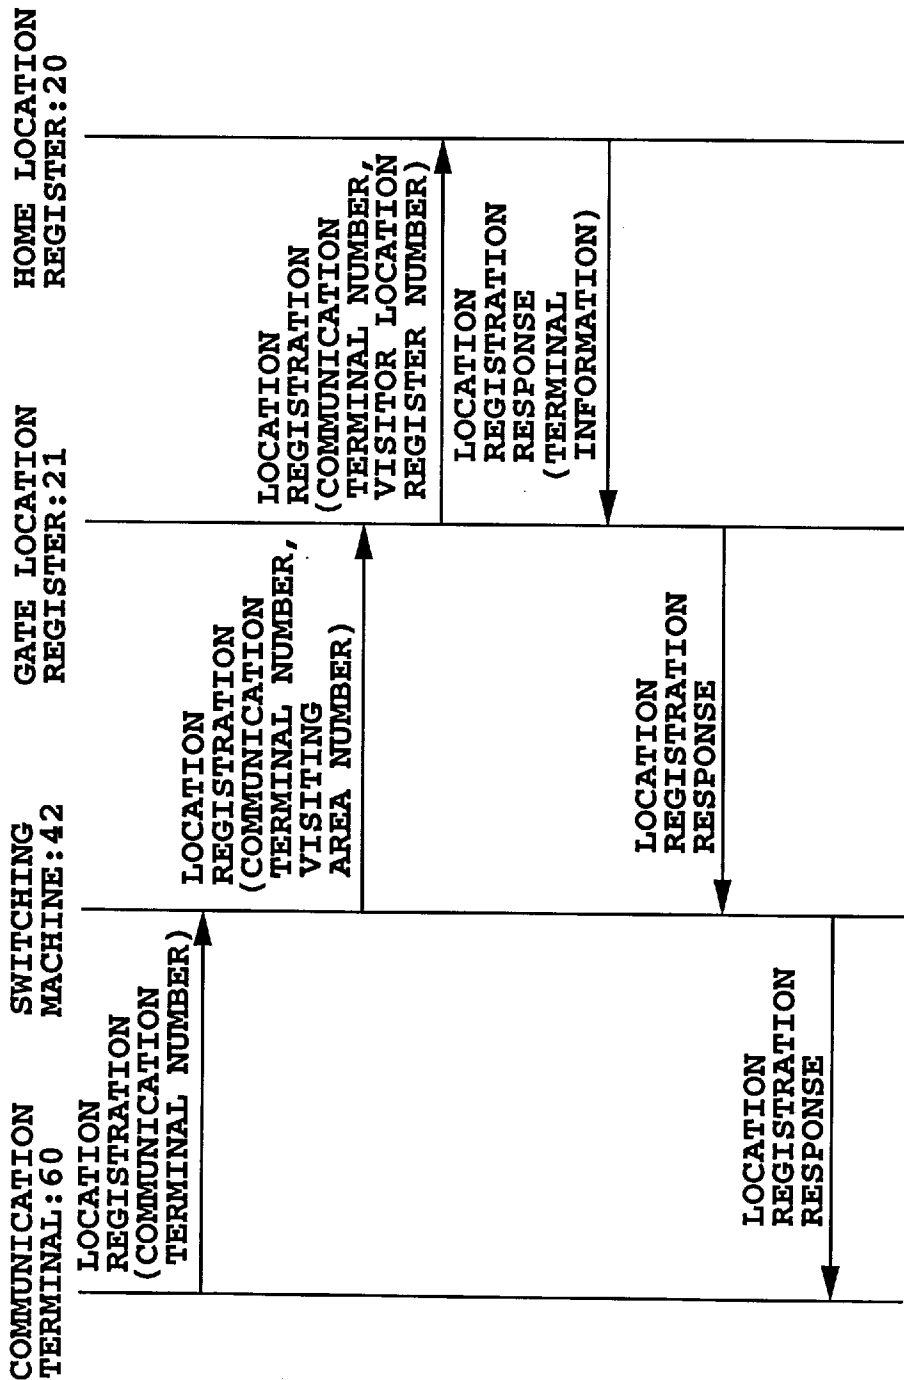 COMMUNICATION
TERMINAL:60
SWITCHING
MACHINE:42
GATE LOCATION
REGISTER:21
HOME LOCATION
REGISTER:20
LOCATION
REGISTRATION
(COMMUNICATION
TERMINAL NUMBER)
LOCATION
REGISTRATION
(COMMUNICATION
TERMINAL NUMBER,
VISITING
AREA NUMBER)
LOCATION
REGISTRATION
(COMMUNICATION
TERMINAL NUMBER,
VISITOR LOCATION
REGISTER NUMBER)
LOCATION
REGISTRATION
RESPONSE
(TERMINAL
INFORMATION)
LOCATION
REGISTRATION
RESPONSE
LOCATION
REGISTRATION
RESPONSE